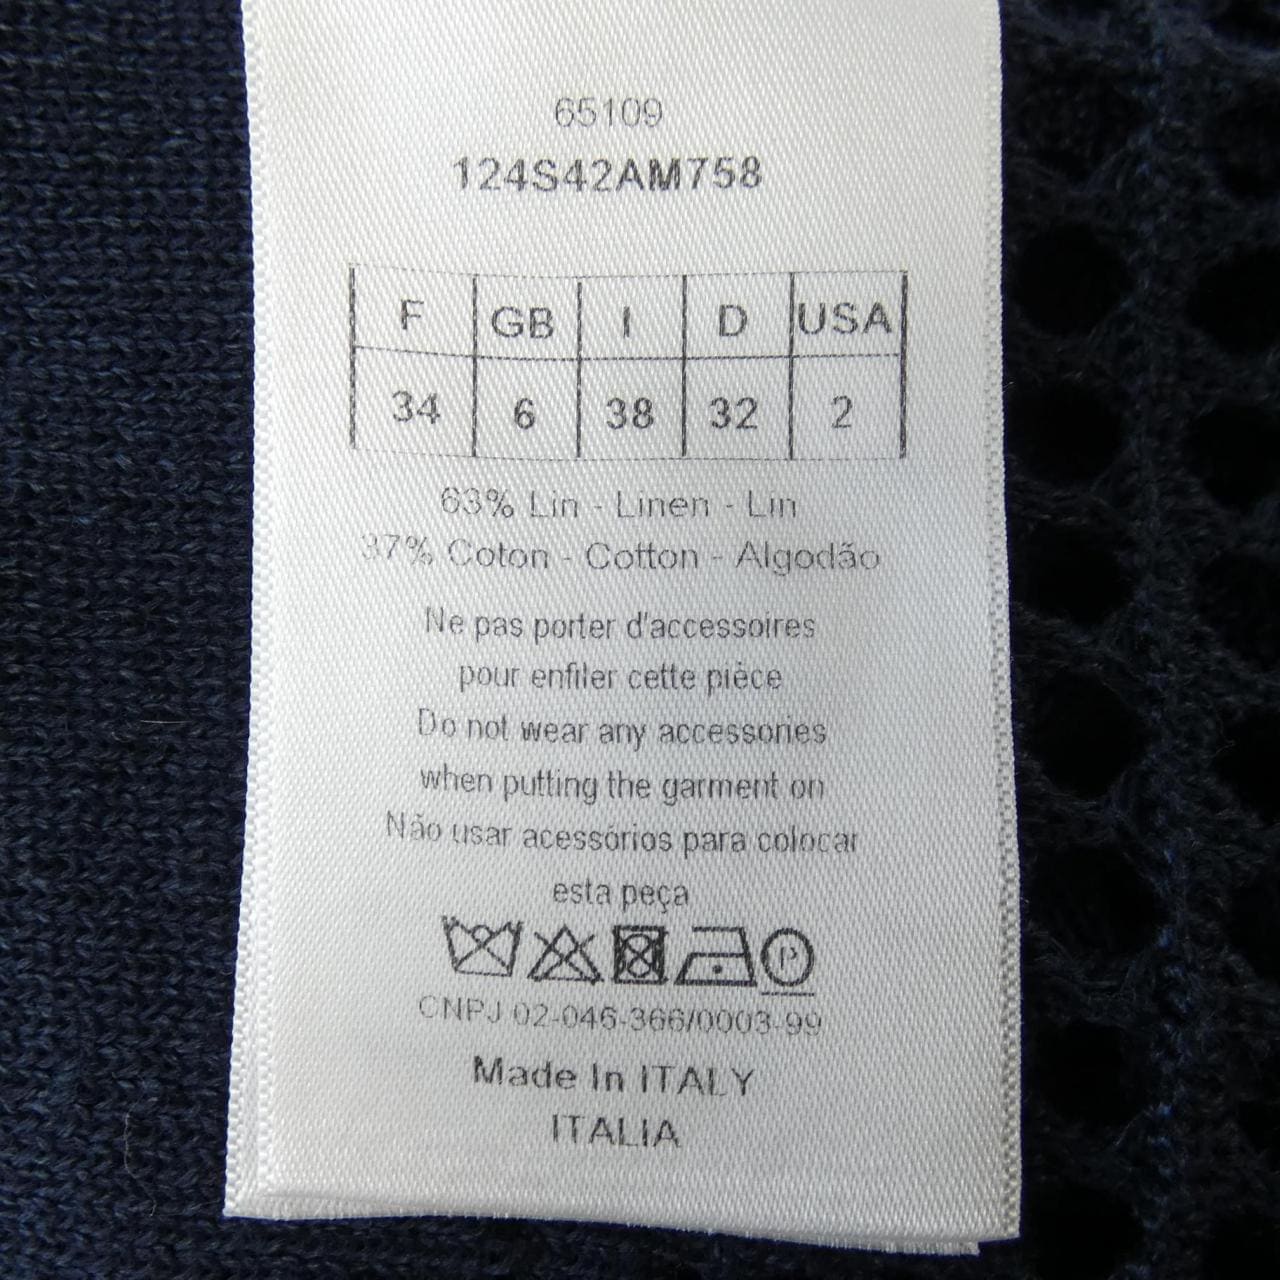 65109
124S42AM758
F GB I D USA
34 6 38 32 2
63% Lin - Linen - Lin
37% Coton - Cotton - Algodão
Ne pas porter d'accessoires
pour enfiler cette pièce
Do not wear any accessories
when putting the garment on
Não usar acessórios para colocar
esta peça
P
CNPJ 02-046-366/0003-99
Made In ITALY
ITALIA